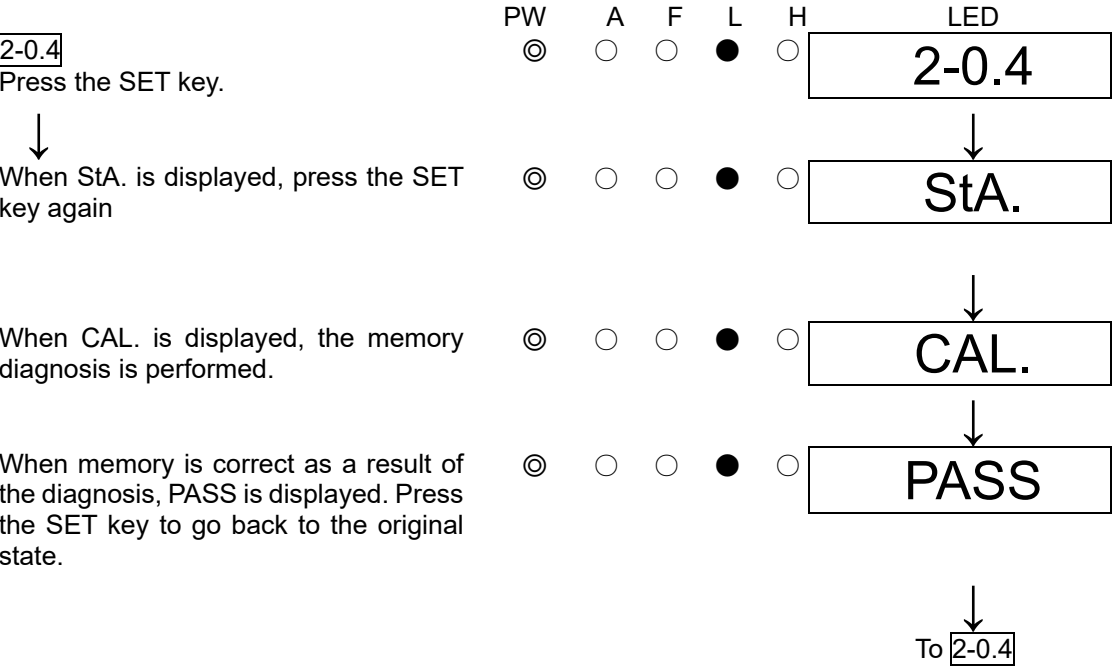 PW A F L H LED
2-0.4 ◎ ○ ○ ● ○ 2-0.4
Press the SET key.
↓ ↓
When StA. is displayed, press the SET ◎ ○ ○ ● ○ StA.
key again
↓
When CAL. is displayed, the memory ◎ ○ ○ ● ○ CAL.
diagnosis is performed.
↓
When memory is correct as a result of ◎ ○ ○ ● ○ PASS
the diagnosis, PASS is displayed. Press
the SET key to go back to the original
state.
↓
To 2-0.4